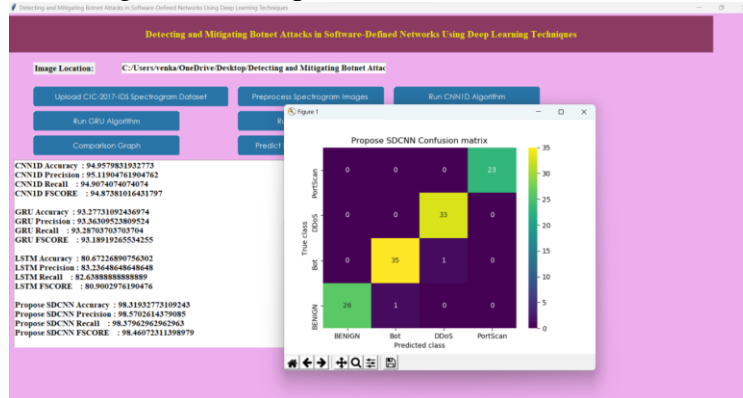 Detecting and Mitigating Botnet Attacks in Software-Defined Networks Using Deep Learning Techniques
Detecting and Mitigating Botnet Attacks in Software-Defined Networks Using Deep Learning Techniques
Image Location: C:/Users/venka/OneDrive/Desktop/Detecting and Mitigating Botnet Attac
Upload CIC-2017-IDS Spectrogram Dataset Preprocess Spectrogram Images Run CNN1D Algorithm
Run GRU Algorithm
Comparison Graph Predict
CNN1D Accuracy : 94.9579831932773
CNN1D Precision : 95.11904761904762
CNN1D Recall : 94.9074074074074
CNN1D FSCORE : 94.87381016431797
GRU Accuracy : 93.27731092436974
GRU Precision : 93.36309523809524
GRU Recall : 93.28703703703704
GRU FSCORE : 93.18919265534255
LSTM Accuracy : 80.67226890756302
LSTM Precision : 83.23648648648648
LSTM Recall : 82.63888888888889
LSTM FSCORE : 80.9002976190476
Propose SDCNN Accuracy : 98.31932773109243
Propose SDCNN Precision : 98.5702614379085
Propose SDCNN Recall : 98.37962962962963
Propose SDCNN FSCORE : 98.46072311398979
Figure 1
Propose SDCNN Confusion matrix
True class
PortScan 0 0 0 23
DDoS 0 0 33 0
Bot 0 35 1 0
BENIGN 26 1 0 0
BENIGN Bot DDoS PortScan
Predicted class
35
30
25
20
15
10
5
0